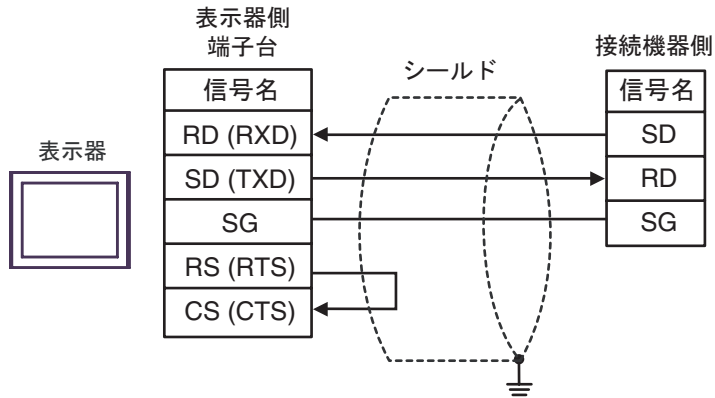 表示器側
端子台
接続機器側
シールド
信号名
信号名
RD (RXD)
SD
表示器
SD (TXD)
RD
SG
SG
RS (RTS)
CS (CTS)